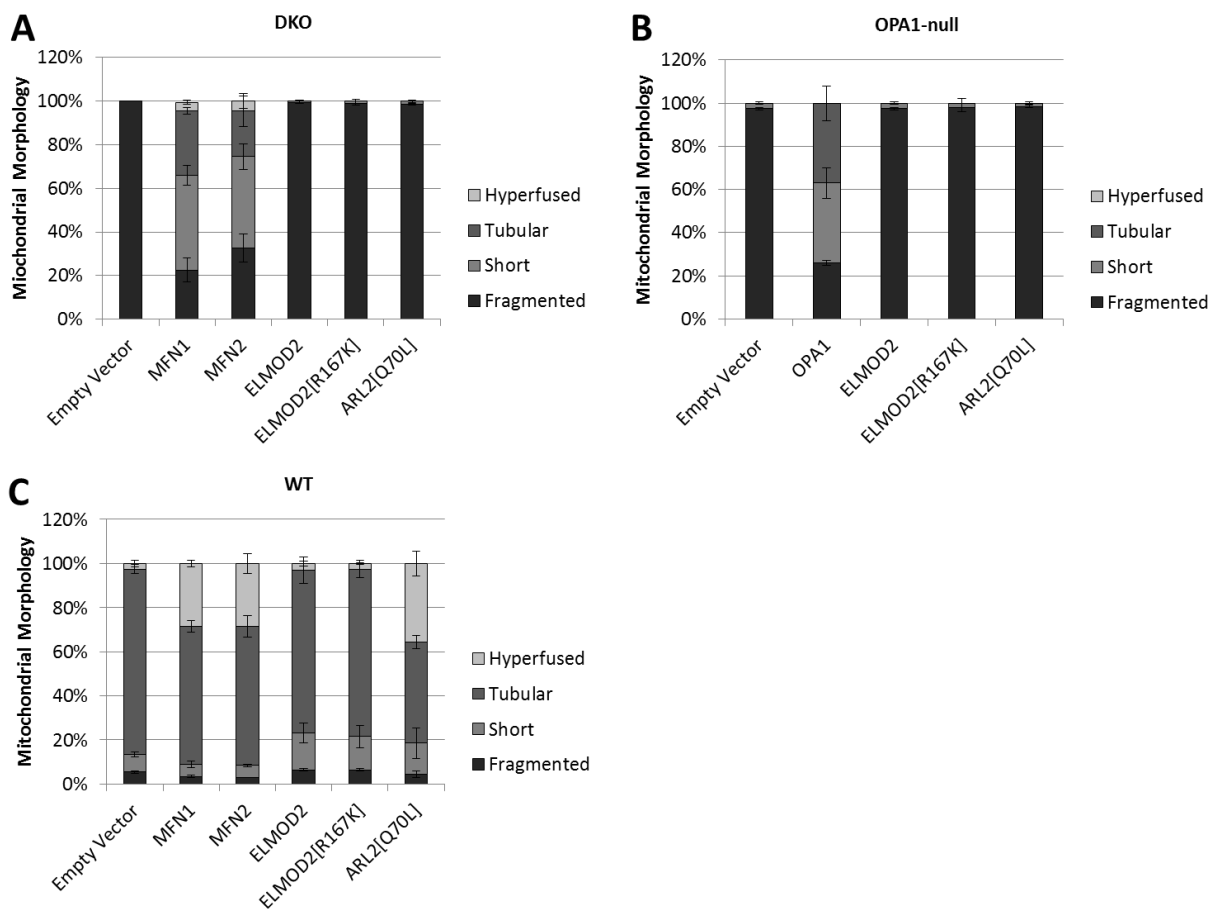 A
DKO
Miochondrial Morphology
120%
100%
80%
60%
40%
20%
0%
Empty Vector
MFN1
MFN2
ELMOD2
ELMOD2[R167K]
ARL2[Q70L]
Hyperfused
Tubular
Short
Fragmented
B
OPA1-null
Mitochondrial Morphology
120%
100%
80%
60%
40%
20%
0%
Empty Vector
OPA1
ELMOD2
ELMOD2[R167K]
ARL2[Q70L]
Hyperfused
Tubular
Short
Fragmented
C
WT
Mitochondrial Morphology
120%
100%
80%
60%
40%
20%
0%
Empty Vector
MFN1
MFN2
ELMOD2
ELMOD2[R167K]
ARL2[Q70L]
Hyperfused
Tubular
Short
Fragmented